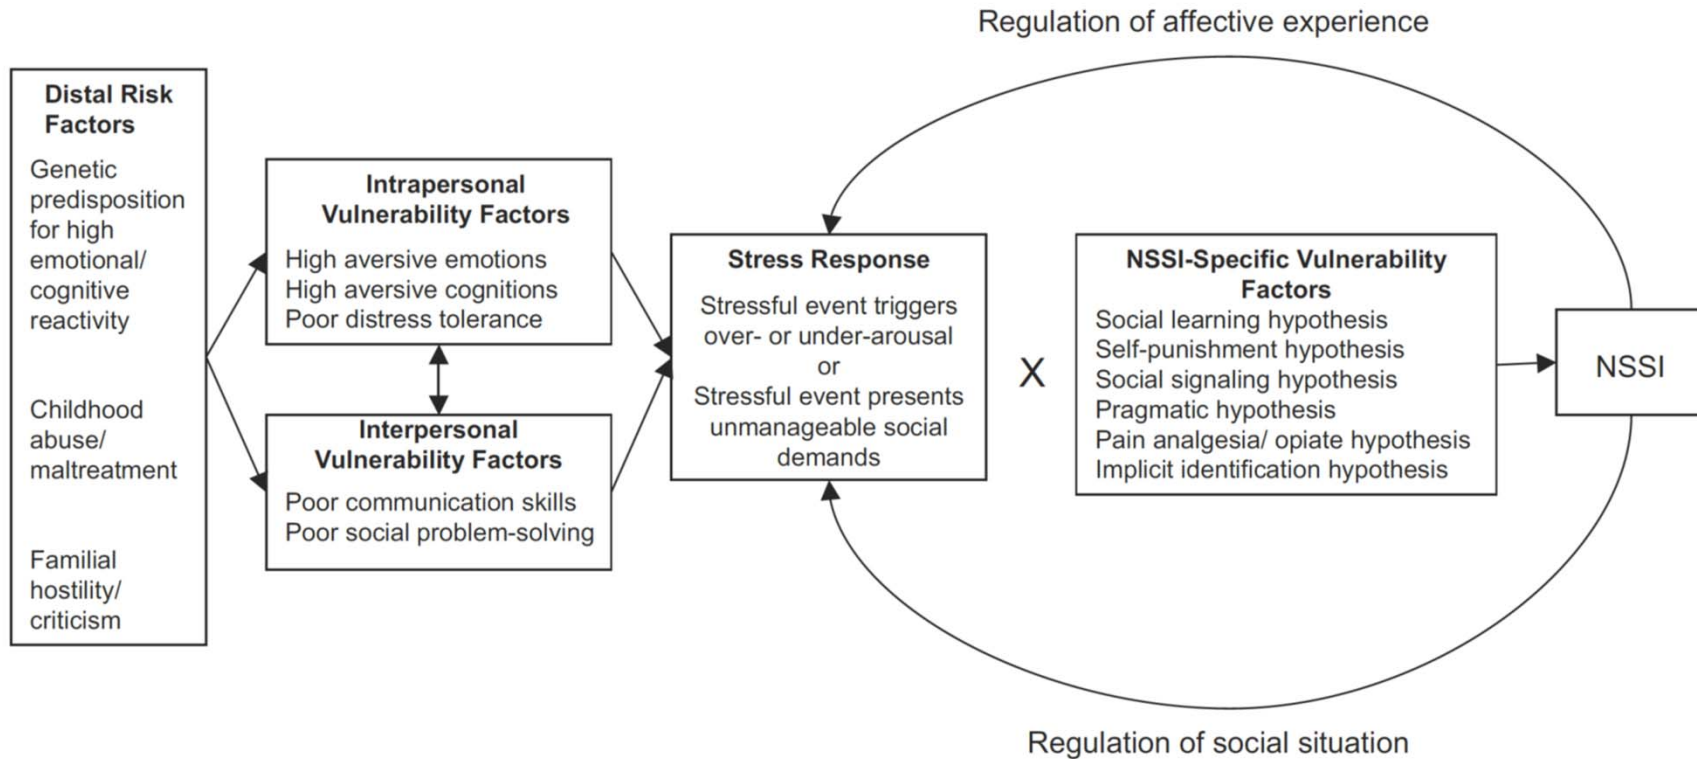 Regulation of affective experience
Distal Risk
Factors
Genetic
predisposition
for high
emotional/
cognitive
reactivity
Childhood
abuse/
maltreatment
Familial
hostility/
criticism
Intrapersonal
Vulnerability Factors
High aversive emotions
High aversive cognitions
Poor distress tolerance
Interpersonal
Vulnerability Factors
Poor communication skills
Poor social problem-solving
Stress Response
Stressful event triggers
over- or under-arousal
or
Stressful event presents
unmanageable social
demands
X
NSSI-Specific Vulnerability
Factors
Social learning hypothesis
Self-punishment hypothesis
Social signaling hypothesis
Pragmatic hypothesis
Pain analgesia/ opiate hypothesis
Implicit identification hypothesis
NSSI
Regulation of social situation